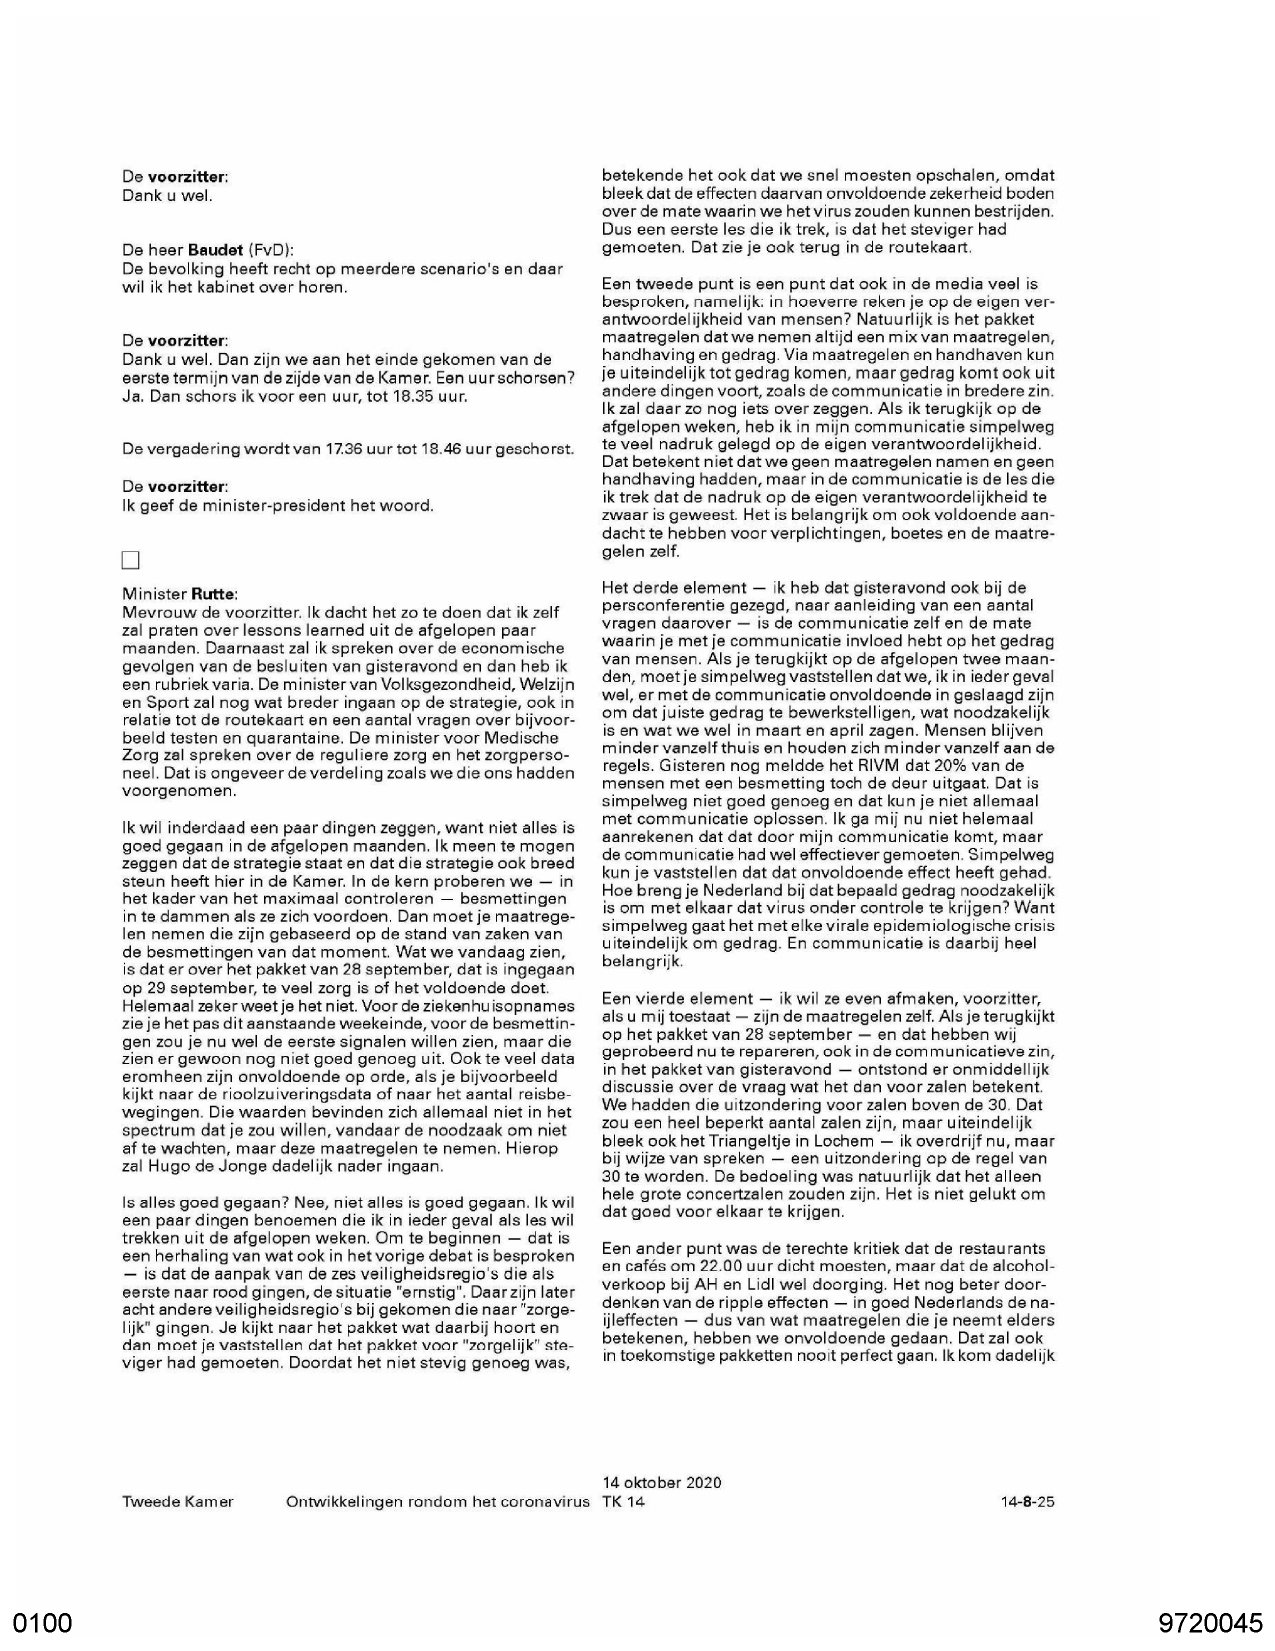 De voorzitter:
Dank u wel.
De heer Baudet (FvD):
De bevolking heeft recht op meerdere scenario's en daar
wil ik het kabinet over horen.
De voorzitter:
Dank u wel. Dan zijn we aan het einde gekomen van de
eerste termijn van de zijde van de Kamer. Een uur schorsen?
Ja. Dan schors ik voor een uur, tot 18.35 uur.
De vergadering wordt van 17.36 uur tot 18.46 uur geschorst.
De voorzitter:
Ik geef de minister-president het woord.
Minister Rutte:
Mevrouw de voorzitter. Ik dacht het zo te doen dat ik zelf
zal praten over lessons learned uit de afgelopen paar
maanden. Daarnaast zal ik spreken over de economische
gevolgen van de besluiten van gisteravond en dan heb ik
een rubriek varia. De minister van Volksgezondheid, Welzijn
en Sport zal nog wat breder ingaan op de strategie, ook in
relatie tot de routekaart en een aantal vragen over bijvoor-
beeld testen en quarantaine. De minister voor Medische
Zorg zal spreken over de reguliere zorg en het zorgperso-
neel. Dat is ongeveer de verdeling zoals we die ons hadden
voorgenomen.
Ik wil inderdaad een paar dingen zeggen, want niet alles is
goed gegaan in de afgelopen maanden. Ik meen te mogen
zeggen dat de strategie staat en dat die strategie ook breed
steun heeft hier in de Kamer. In de kern proberen we — in
het kader van het maximaal controleren — besmettingen
in te dammen als ze zich voordoen. Dan moet je maatrege-
len nemen die zijn gebaseerd op de stand van zaken van
de besmettingen van dat moment. Wat we vandaag zien,
is dat er over het pakket van 28 september, dat is ingegaan
op 29 september, te veel zorg is of het voldoende doet.
Helemaal zeker weet je het niet. Voor de ziekenhuisopnames
zie je het pas dit aanstaande weekeinde, voor de besmettin-
gen zou je nu wel de eerste signalen willen zien, maar die
zien er gewoon nog niet goed genoeg uit. Ook te veel data
eromheen zijn onvoldoende op orde, als je bijvoorbeeld
kijkt naar de rioolzuiveringsdata of naar het aantal reisbe-
wegingen. Die waarden bevinden zich allemaal niet in het
spectrum dat je zou willen, vandaar de noodzaak om niet
af te wachten, maar deze maatregelen te nemen. Hierop
zal Hugo de Jonge dadelijk nader ingaan.
Is alles goed gegaan? Nee, niet alles is goed gegaan. Ik wil
een paar dingen benoemen die ik in ieder geval als les wil
trekken uit de afgelopen weken. Om te beginnen — dat is
een herhaling van wat ook in het vorige debat is besproken
— is dat de aanpak van de zes veiligheidsregio's die als
eerste naar rood gingen, de situatie "ernstig". Daar zijn later
acht andere veiligheidsregio's bij gekomen die naar "zorge-
lijk" gingen. Je kijkt naar het pakket wat daarbij hoort en
dan moet je vaststellen dat het pakket voor "zorgelijk" ste-
viger had gemoeten. Doordat het niet stevig genoeg was,
betekende het ook dat we snel moesten opschalen, omdat
bleek dat de effecten daarvan onvoldoende zekerheid boden
over de mate waarin we het virus zouden kunnen bestrijden.
Dus een eerste les die ik trek, is dat het steviger had
gemoeten. Dat zie je ook terug in de routekaart.
Een tweede punt is een punt dat ook in de media veel is
besproken, namelijk: in hoeverre reken je op de eigen ver-
antwoordelijkheid van mensen? Natuurlijk is het pakket
maatregelen dat we nemen altijd een mix van maatregelen,
handhaving en gedrag. Via maatregelen en handhaven kun
je uiteindelijk tot gedrag komen, maar gedrag komt ook uit
andere dingen voort, zoals de communicatie in bredere zin.
Ik zal daar zo nog iets over zeggen. Als ik terugkijk op de
afgelopen weken, heb ik in mijn communicatie simpelweg
te veel nadruk gelegd op de eigen verantwoordelijkheid.
Dat betekent niet dat we geen maatregelen namen en geen
handhaving hadden, maar in de communicatie is de les die
ik trek dat de nadruk op de eigen verantwoordelijkheid te
zwaar is geweest. Het is belangrijk om ook voldoende aan-
dacht te hebben voor verplichtingen, boetes en de maatre-
gelen zelf.
Het derde element — ik heb dat gisteravond ook bij de
persconferentie gezegd, naar aanleiding van een aantal
vragen daarover — is de communicatie zelf en de mate
waarin je met je communicatie invloed hebt op het gedrag
van mensen. Als je terugkijkt op de afgelopen twee maan-
den, moet je simpelweg vaststellen dat we, ik in ieder geval
wel, er met de communicatie onvoldoende in geslaagd zijn
om dat juiste gedrag te bewerkstelligen, wat noodzakelijk
is en wat we wel in maart en april zagen. Mensen blijven
minder vanzelf thuis en houden zich minder vanzelf aan de
regels. Gisteren nog meldde het RIVM dat 20% van de
mensen met een besmetting toch de deur uitgaat. Dat is
simpelweg niet goed genoeg en dat kun je niet allemaal
met communicatie oplossen. Ik ga mij nu niet helemaal
aanrekenen dat dat door mijn communicatie komt, maar
de communicatie had wel effectiever gemoeten. Simpelweg
kun je vaststellen dat dat onvoldoende effect heeft gehad.
Hoe breng je Nederland bij dat bepaald gedrag noodzakelijk
is om met elkaar dat virus onder controle te krijgen? Want
simpelweg gaat het met elke virale epidemiologische crisis
uiteindelijk om gedrag. En communicatie is daarbij heel
belangrijk.
Een vierde element — ik wil ze even afmaken, voorzitter,
als u mij toestaat — zijn de maatregelen zelf. Als je terugkijkt
op het pakket van 28 september — en dat hebben wij
geprobeerd nu te repareren, ook in de communicatieve zin,
in het pakket van gisteravond — ontstond er onmiddellijk
discussie over de vraag wat het dan voor zalen betekent.
We hadden die uitzondering voor zalen boven de 30. Dat
zou een heel beperkt aantal zalen zijn, maar uiteindelijk
bleek ook het Triangeltje in Lochem — ik overdrijf nu, maar
bij wijze van spreken — een uitzondering op de regel van
30 te worden. De bedoeling was natuurlijk dat het alleen
hele grote concertzalen zouden zijn. Het is niet gelukt om
dat goed voor elkaar te krijgen.
Een ander punt was de terechte kritiek dat de restaurants
en cafés om 22.00 uur dicht moesten, maar dat de alcohol-
verkoop bij AH en Lidl wel doorging. Het nog beter door-
denken van de ripple effecten — in goed Nederlands de na-
ijleffecten — dus van wat maatregelen die je neemt elders
betekenen, hebben we onvoldoende gedaan. Dat zal ook
in toekomstige pakketten nooit perfect gaan. Ik kom dadelijk
14 oktober 2020
Tweede Kamer Ontwikkelingen rondom het coronavirus TK 14 14-8-25
0100 9720045